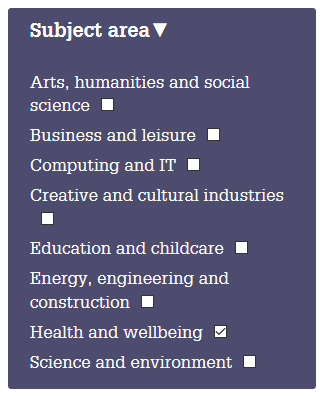 Subject area▼
Arts, humanities and social
science
Business and leisure
Computing and IT
Creative and cultural industries
Education and childcare
Energy, engineering and
construction
Health and wellbeing
Science and environment